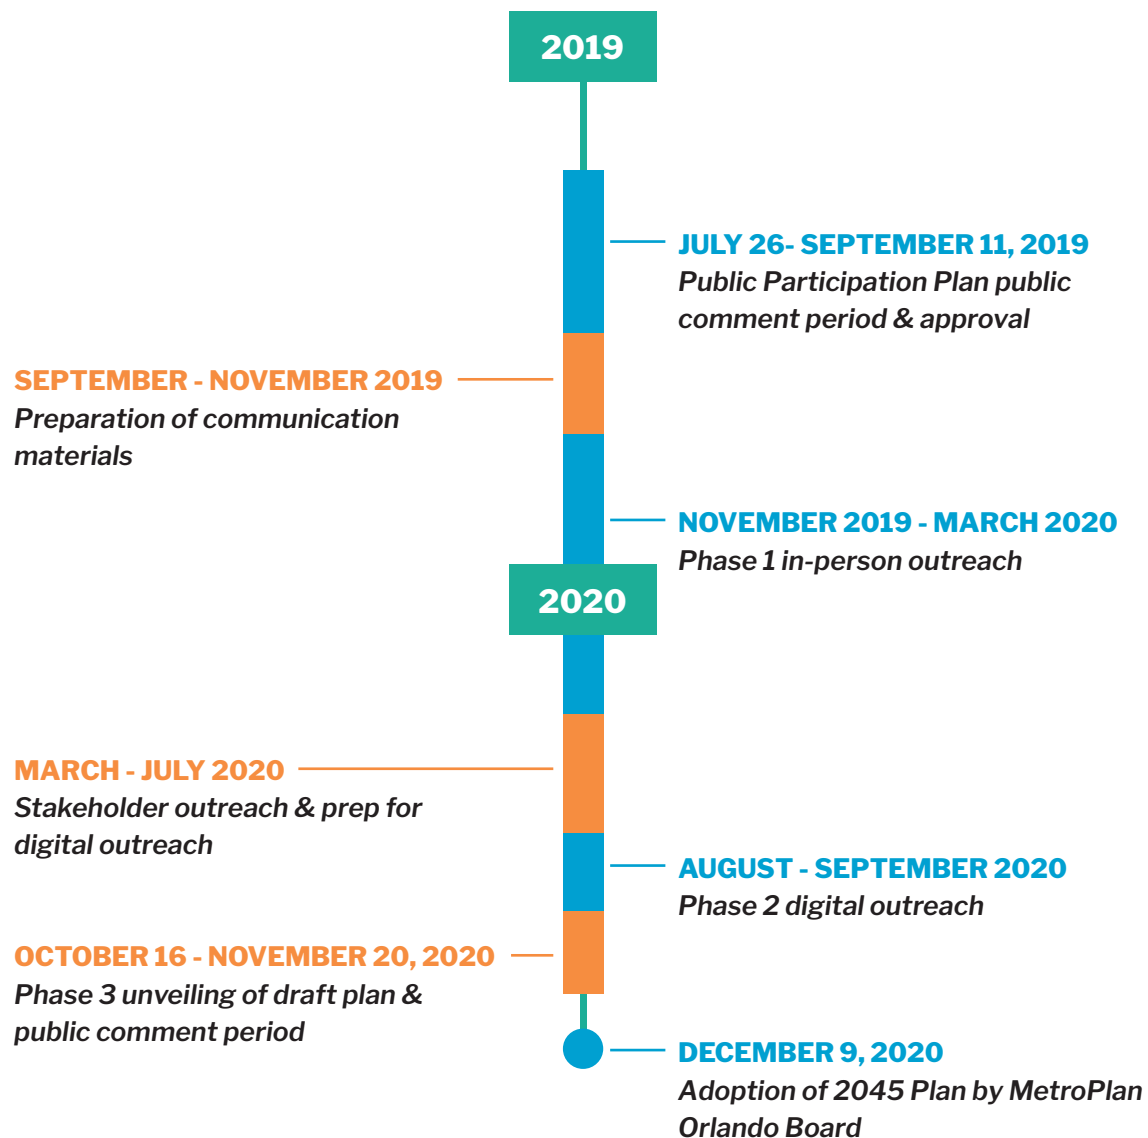 2019
JULY 26- SEPTEMBER 11, 2019
Public Participation Plan public
comment period & approval
SEPTEMBER - NOVEMBER 2019
Preparation of communication
materials
NOVEMBER 2019 - MARCH 2020
Phase 1 in-person outreach
2020
MARCH - JULY 2020
Stakeholder outreach & prep for
digital outreach
AUGUST - SEPTEMBER 2020
Phase 2 digital outreach
OCTOBER 16 - NOVEMBER 20, 2020
Phase 3 unveiling of draft plan &
public comment period
DECEMBER 9, 2020
Adoption of 2045 Plan by MetroPlan
Orlando Board